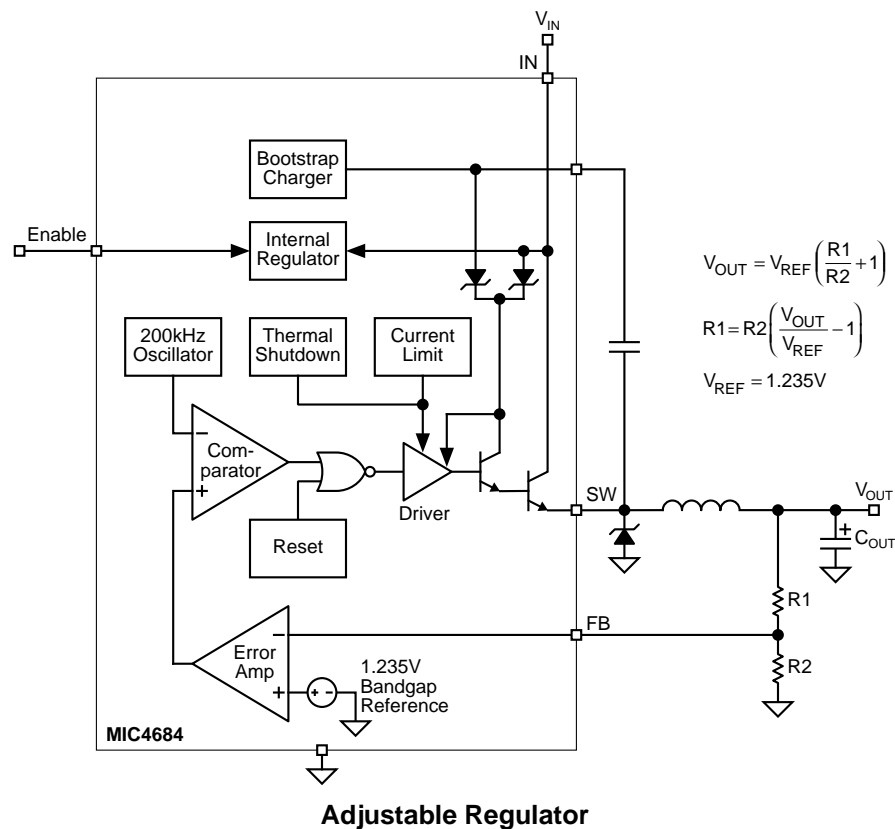 V_IN
IN
Bootstrap
Charger
Enable
Internal
Regulator
V_OUT = V_REF (R1/R2 + 1)
R1 = R2 (V_OUT/V_REF − 1)
V_REF = 1.235V
200kHz
Oscillator
Thermal
Shutdown
Current
Limit
−
Com-
parator
+
Driver
Reset
SW
V_OUT
+
C_OUT
R1
FB
R2
−
Error
Amp
+
+ −
1.235V
Bandgap
Reference
MIC4684
Adjustable Regulator